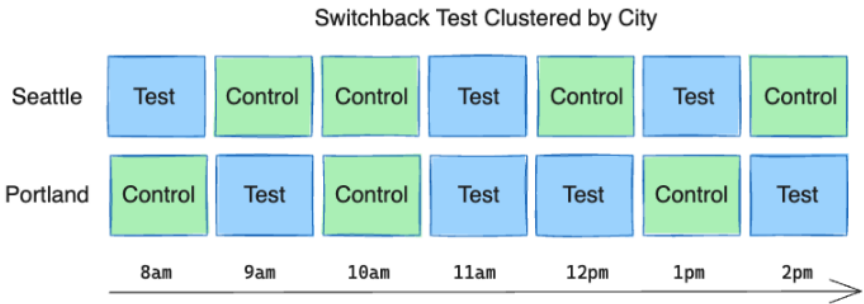 Switchback Test Clustered by City
Seattle Test Control Control Test Control Test Control
Portland Control Test Control Test Test Control Test
8am 9am 10am 11am 12pm 1pm 2pm